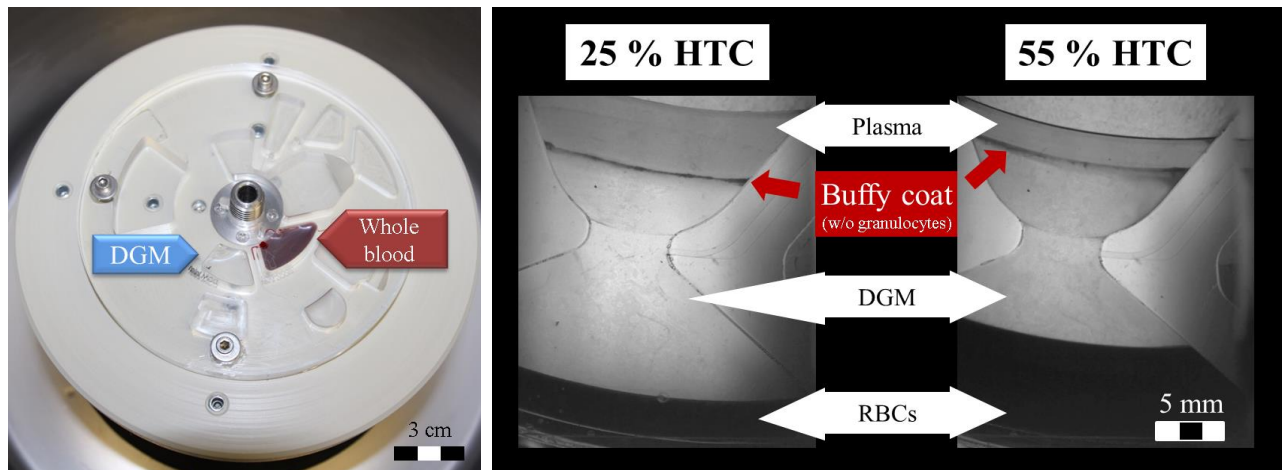 DGM
Whole
blood
3 cm
25 % HTC
55 % HTC
Plasma
Buffy coat
(w/o granulocytes)
DGM
RBCs
5 mm